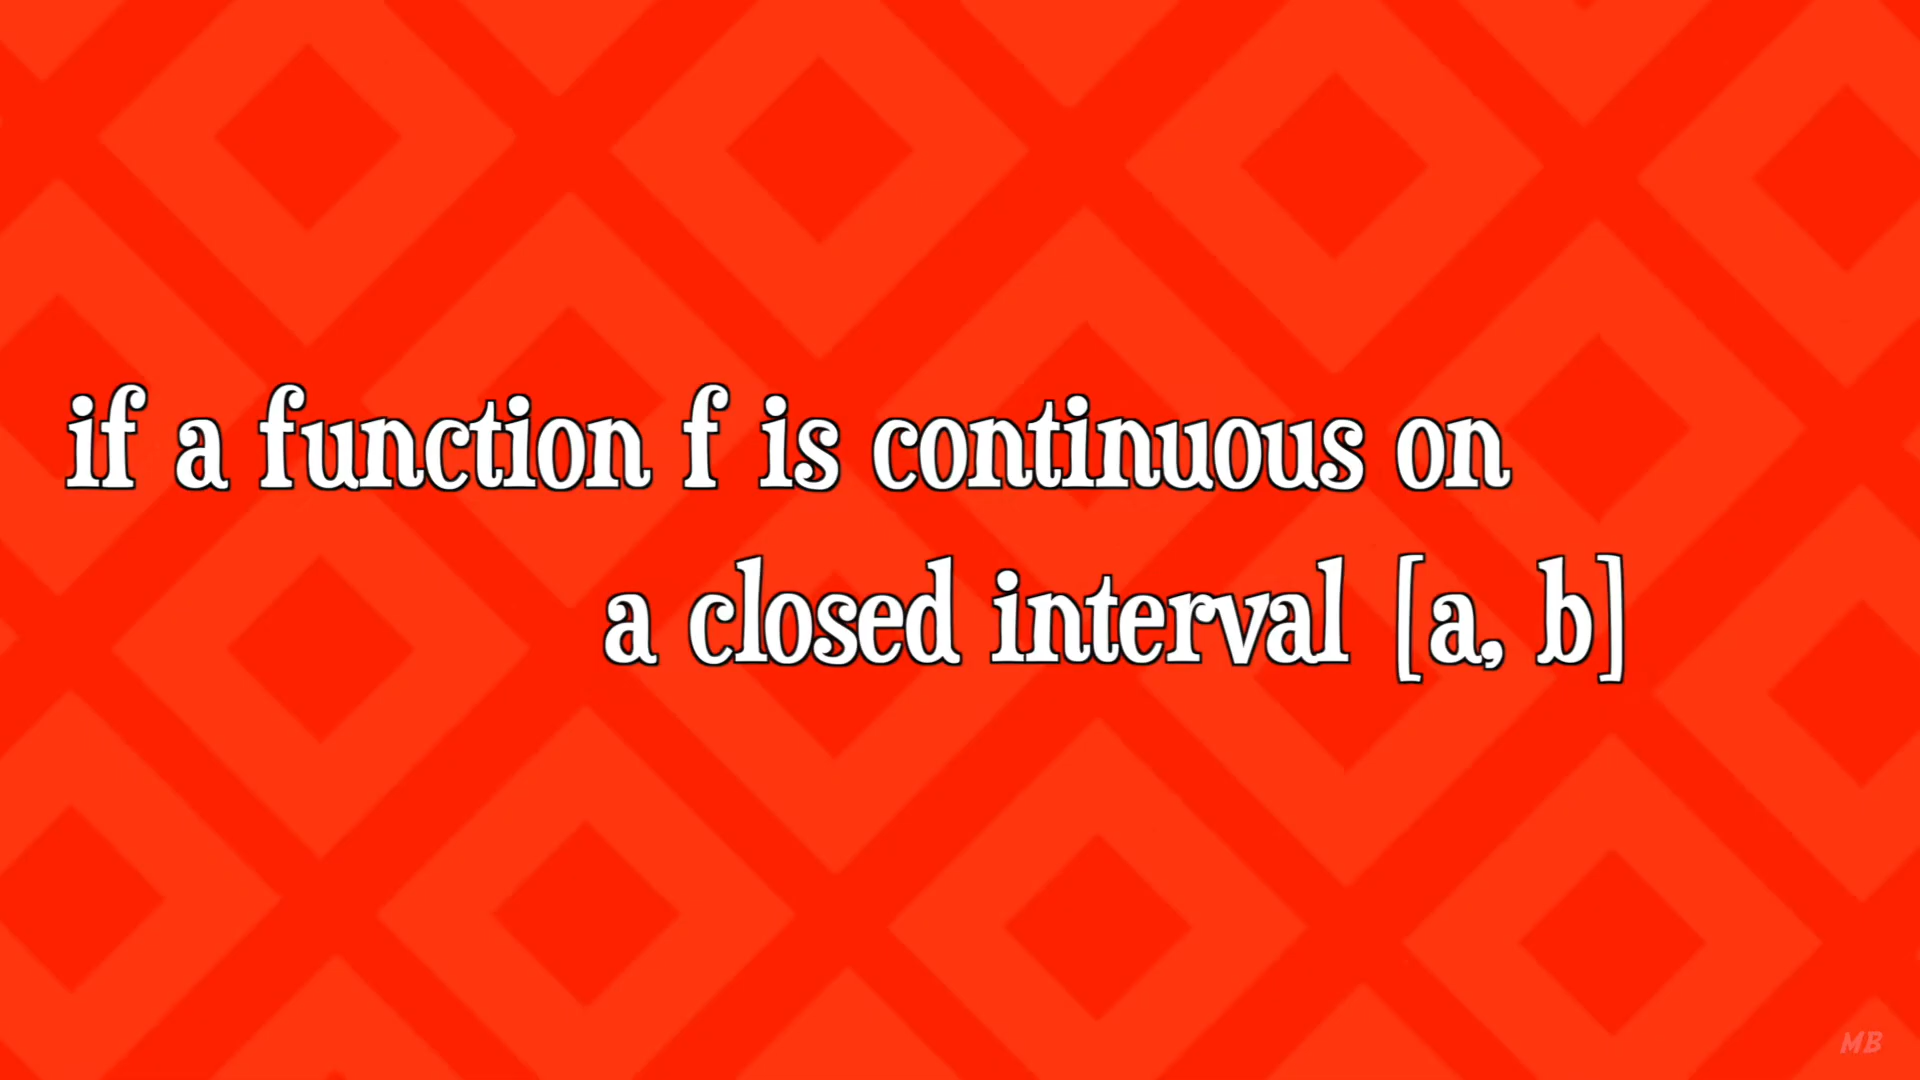 if a function f is continuous on
a closed interval [a, b]
MB